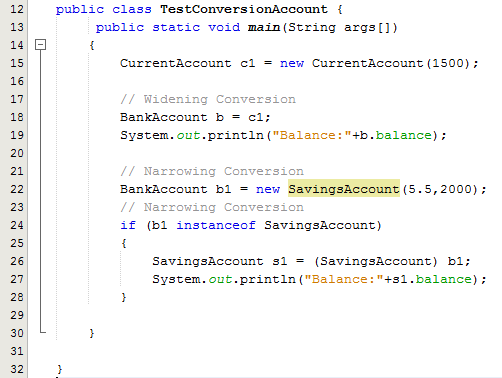 12 public class TestConversionAccount {
13 public static void main(String args[])
14 {
15 CurrentAccount c1 = new CurrentAccount(1500);
16
17 // Widening Conversion
18 BankAccount b = c1;
19 System.out.println("Balance:"+b.balance);
20
21 // Narrowing Conversion
22 BankAccount b1 = new SavingsAccount(5.5,2000);
23 // Narrowing Conversion
24 if (b1 instanceof SavingsAccount)
25 {
26 SavingsAccount s1 = (SavingsAccount) b1;
27 System.out.println("Balance:"+s1.balance);
28 }
29
30 }
31
32 }